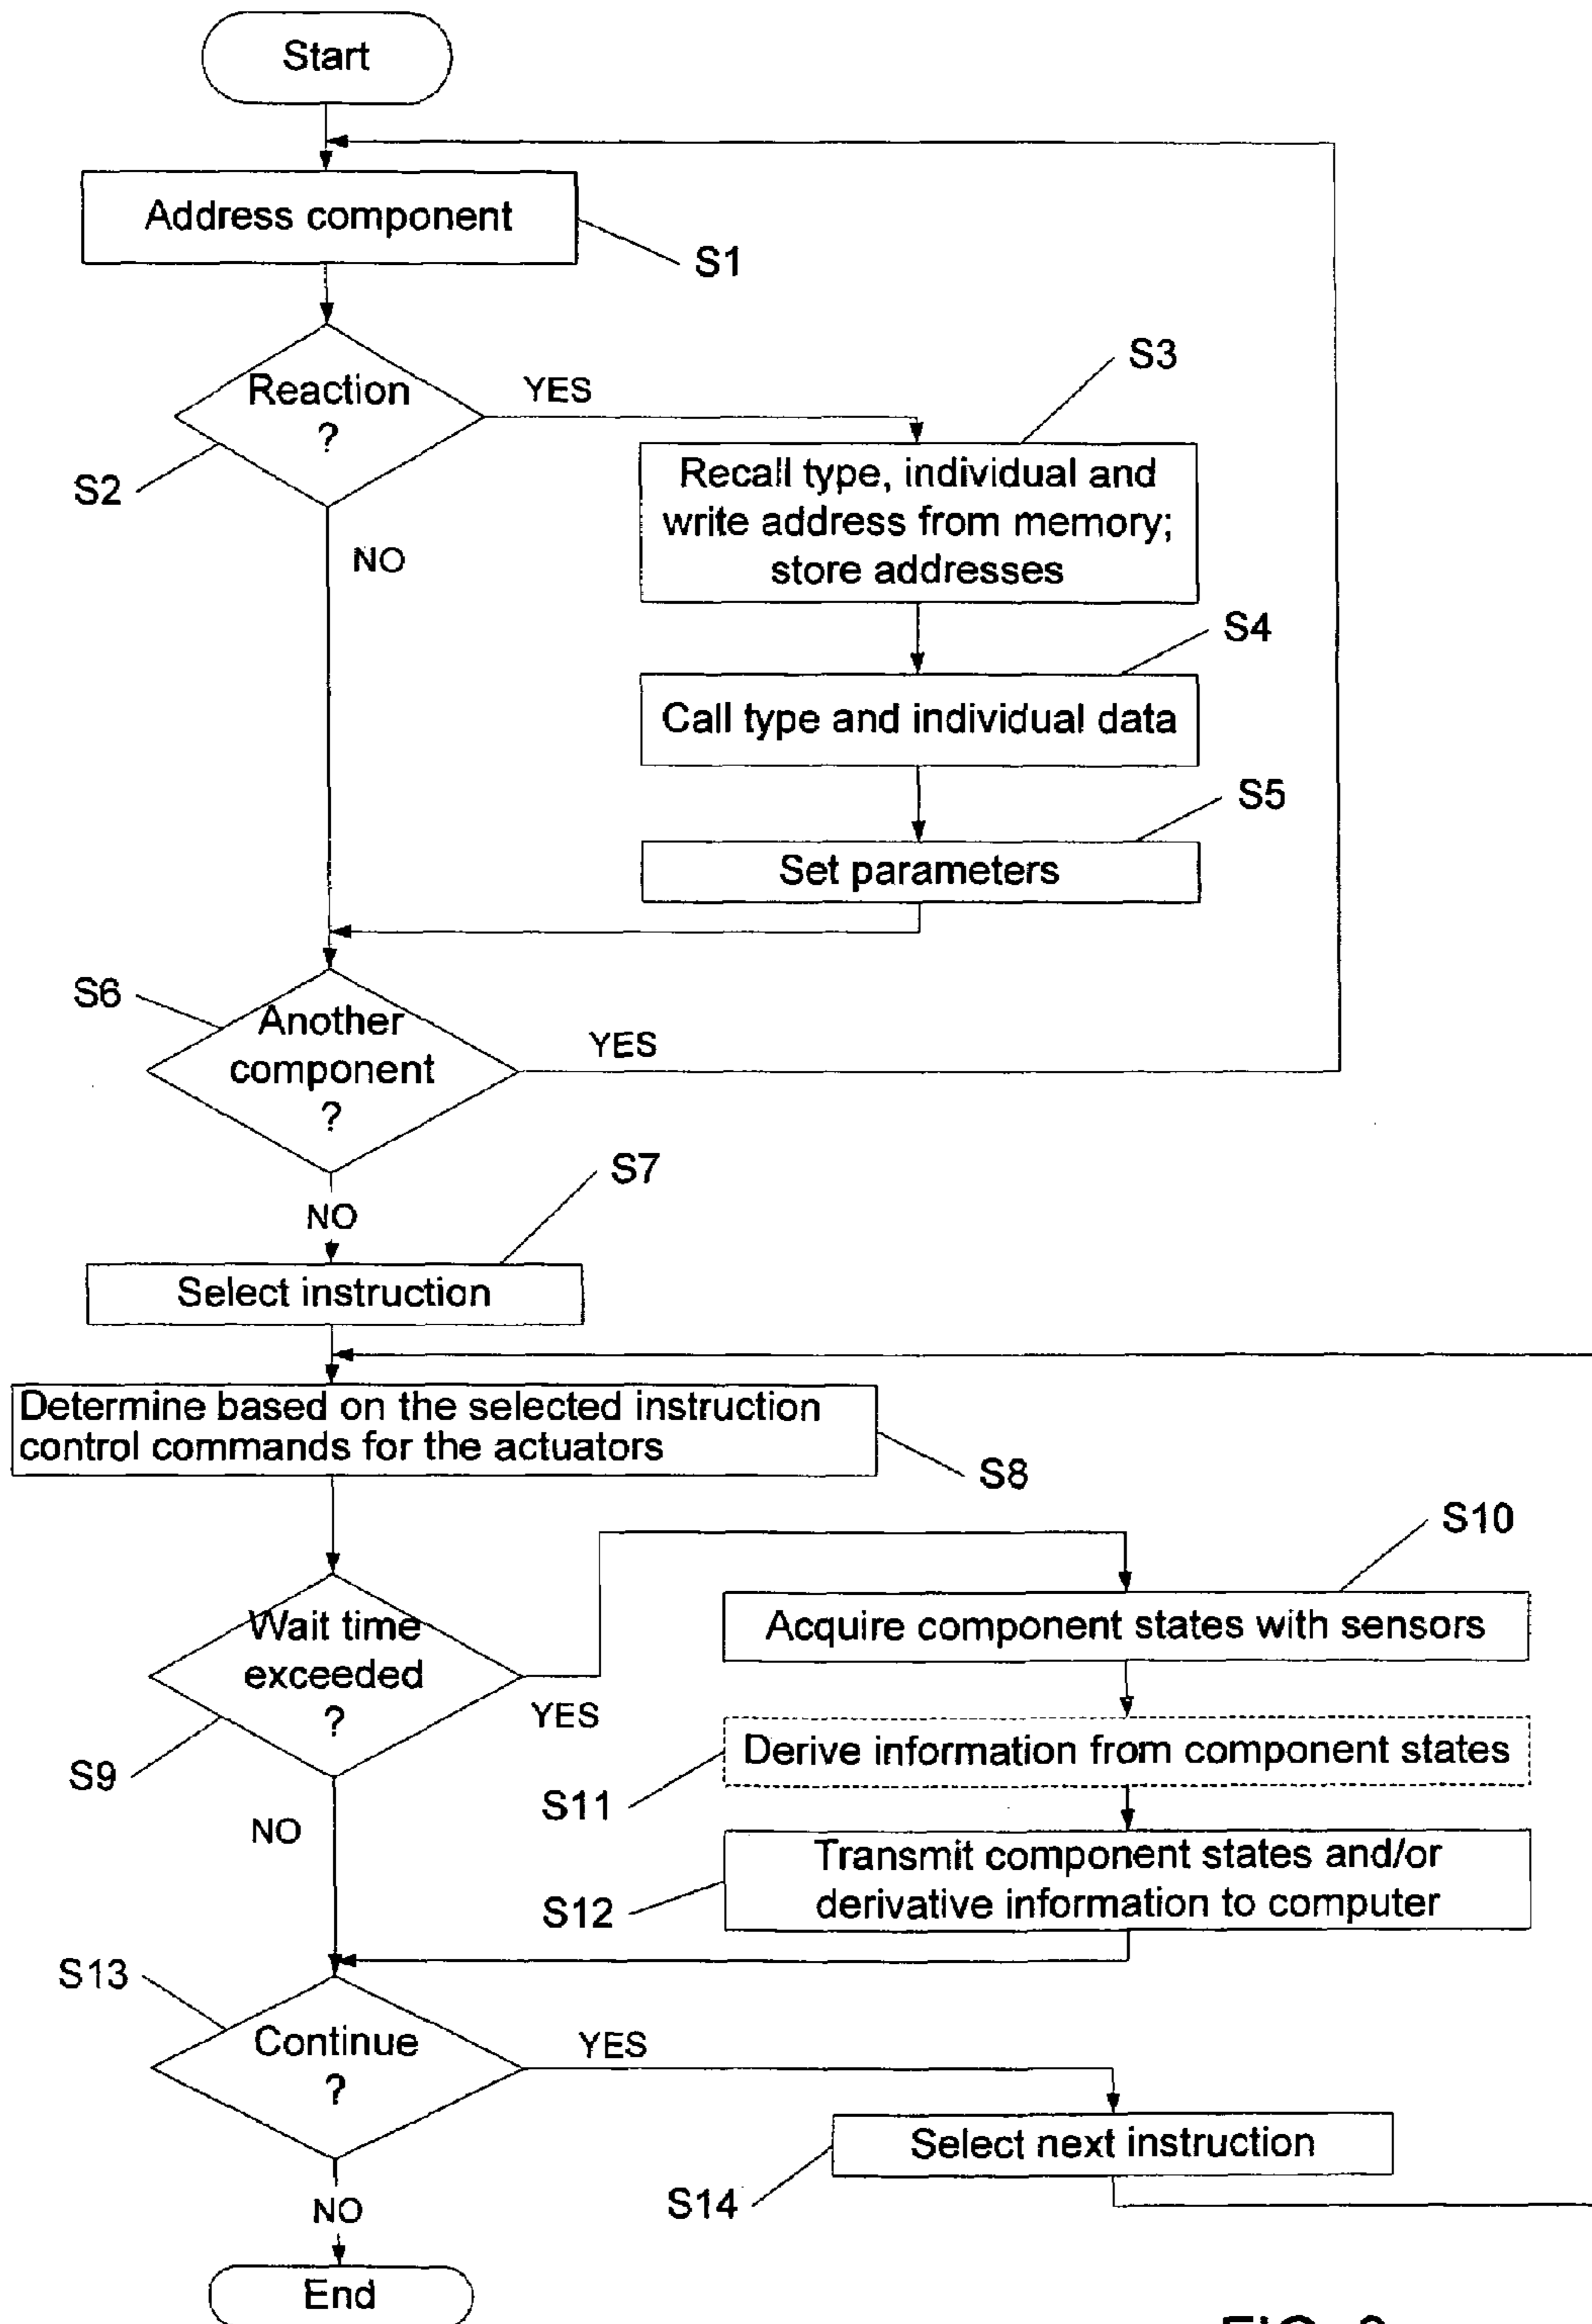 Start
Address component
S1
Reaction
?
YES
S2
NO
S3
Recall type, individual and
write address from memory;
store addresses
S4
Call type and individual data
S5
Set parameters
S6
Another
component
?
YES
NO
S7
Select instruction
Determine based on the selected instruction
control commands for the actuators
S8
Wait time
exceeded
?
YES
S9
NO
S10
Acquire component states with sensors
Derive information from component states
S11
Transmit component states and/or
derivative information to computer
S12
S13
Continue
?
YES
Select next instruction
S14
NO
End